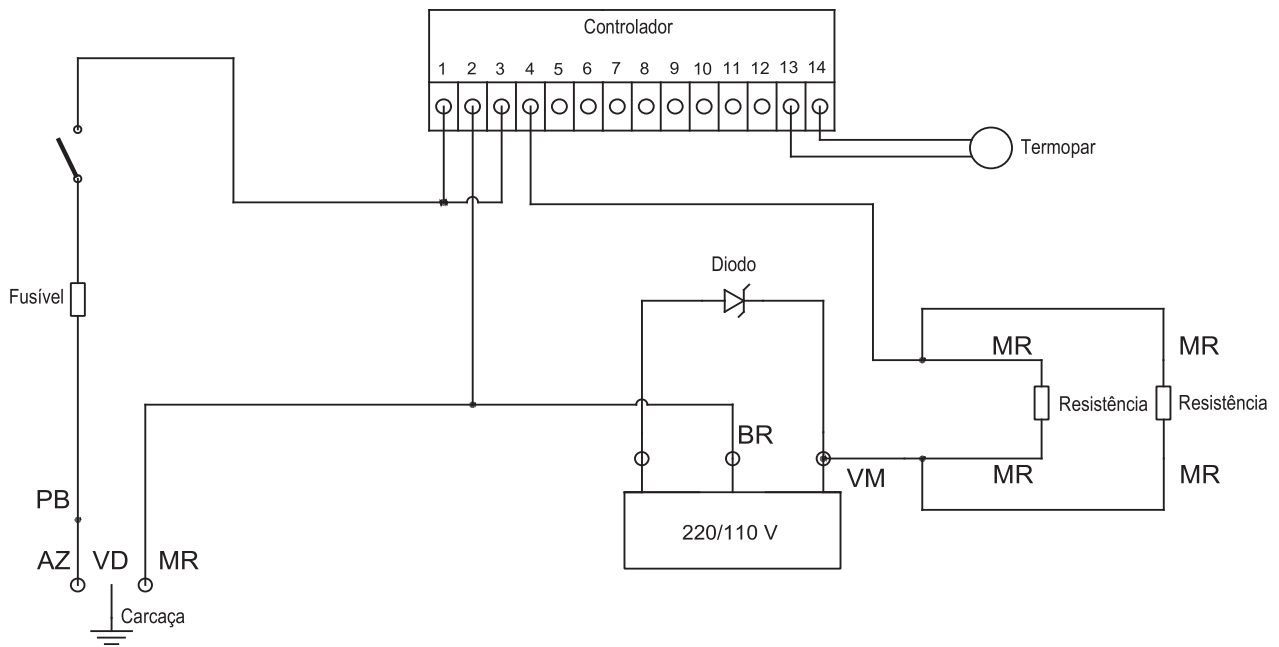 Controlador
1 2 3 4 5 6 7 8 9 10 11 12 13 14
Termopar
Diodo
Fusível
MR MR
Resistência Resistência
BR
VM
MR MR
PB
220/110 V
AZ VD MR
Carcaça